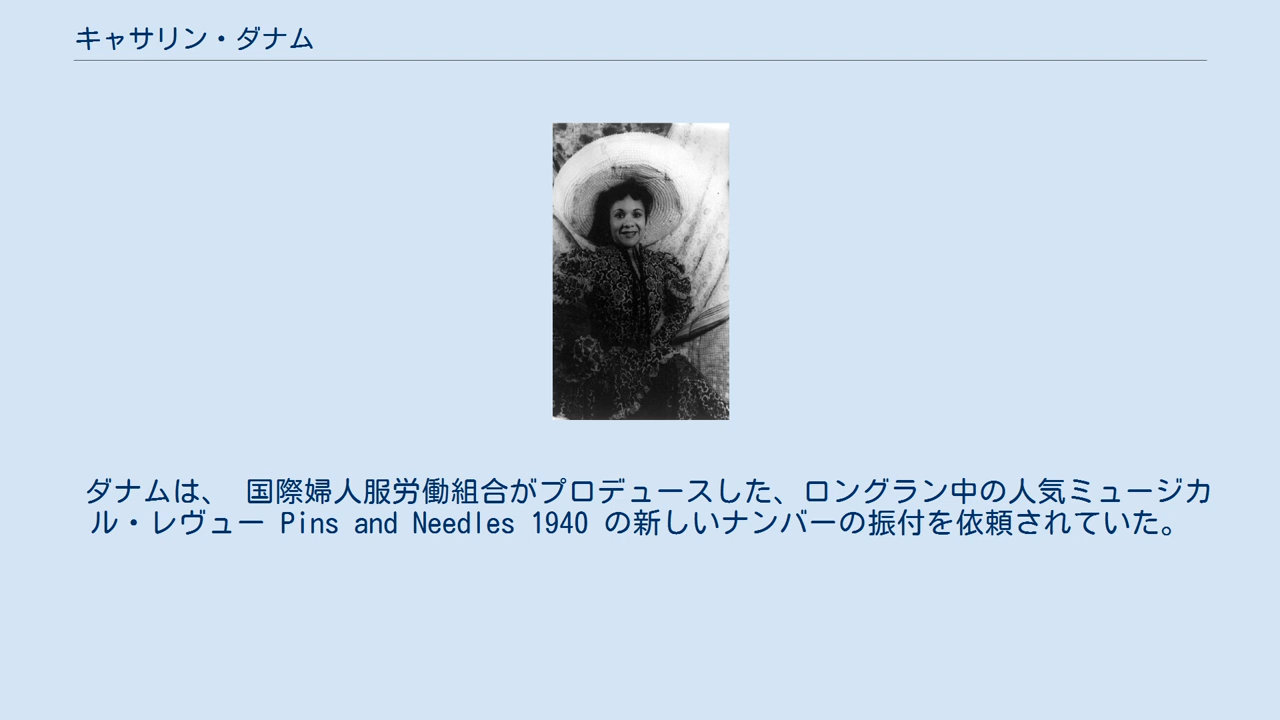 キャサリン・ダナム
ダナムは、 国際婦人服労働組合がプロデュースした、ロングラン中の人気ミュージカ
ル・レヴュー Pins and Needles 1940 の新しいナンバーの振付を依頼されていた。